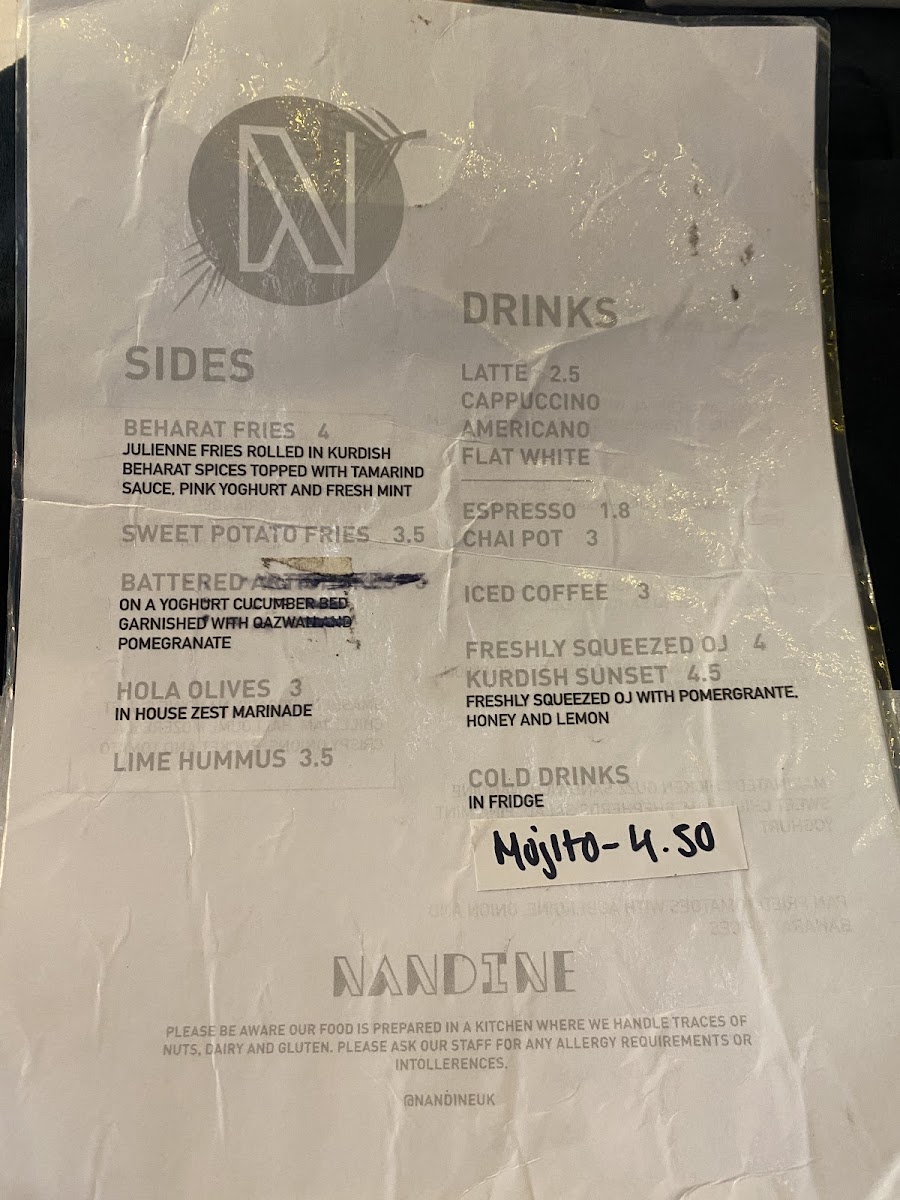 N
SIDES
BEHARAT FRIES 4
JULIENNE FRIES ROLLED IN KURDISH
BEHARAT SPICES TOPPED WITH TAMARIND
SAUCE, PINK YOGHURT AND FRESH MINT
SWEET POTATO FRIES 3.5
BATTERED
ON A YOGHURT CUCUMBER BED
GARNISHED WITH QAZWAN AND
POMEGRANATE
HOLA OLIVES 3
IN HOUSE ZEST MARINADE
LIME HUMMUS 3.5
DRINKS
LATTE 2.5
CAPPUCCINO
AMERICANO
FLAT WHITE
ESPRESSO 1.8
CHAI POT 3
ICED COFFEE 3
FRESHLY SQUEEZED OJ 4
KURDISH SUNSET 4.5
FRESHLY SQUEEZED OJ WITH POMERGRANTE,
HONEY AND LEMON
COLD DRINKS
IN FRIDGE
Mojito - 4.50
NANDINE
PLEASE BE AWARE OUR FOOD IS PREPARED IN A KITCHEN WHERE WE HANDLE TRACES OF
NUTS, DAIRY AND GLUTEN. PLEASE ASK OUR STAFF FOR ANY ALLERGY REQUIREMENTS OR
INTOLLERENCES.
@NANDINEUK